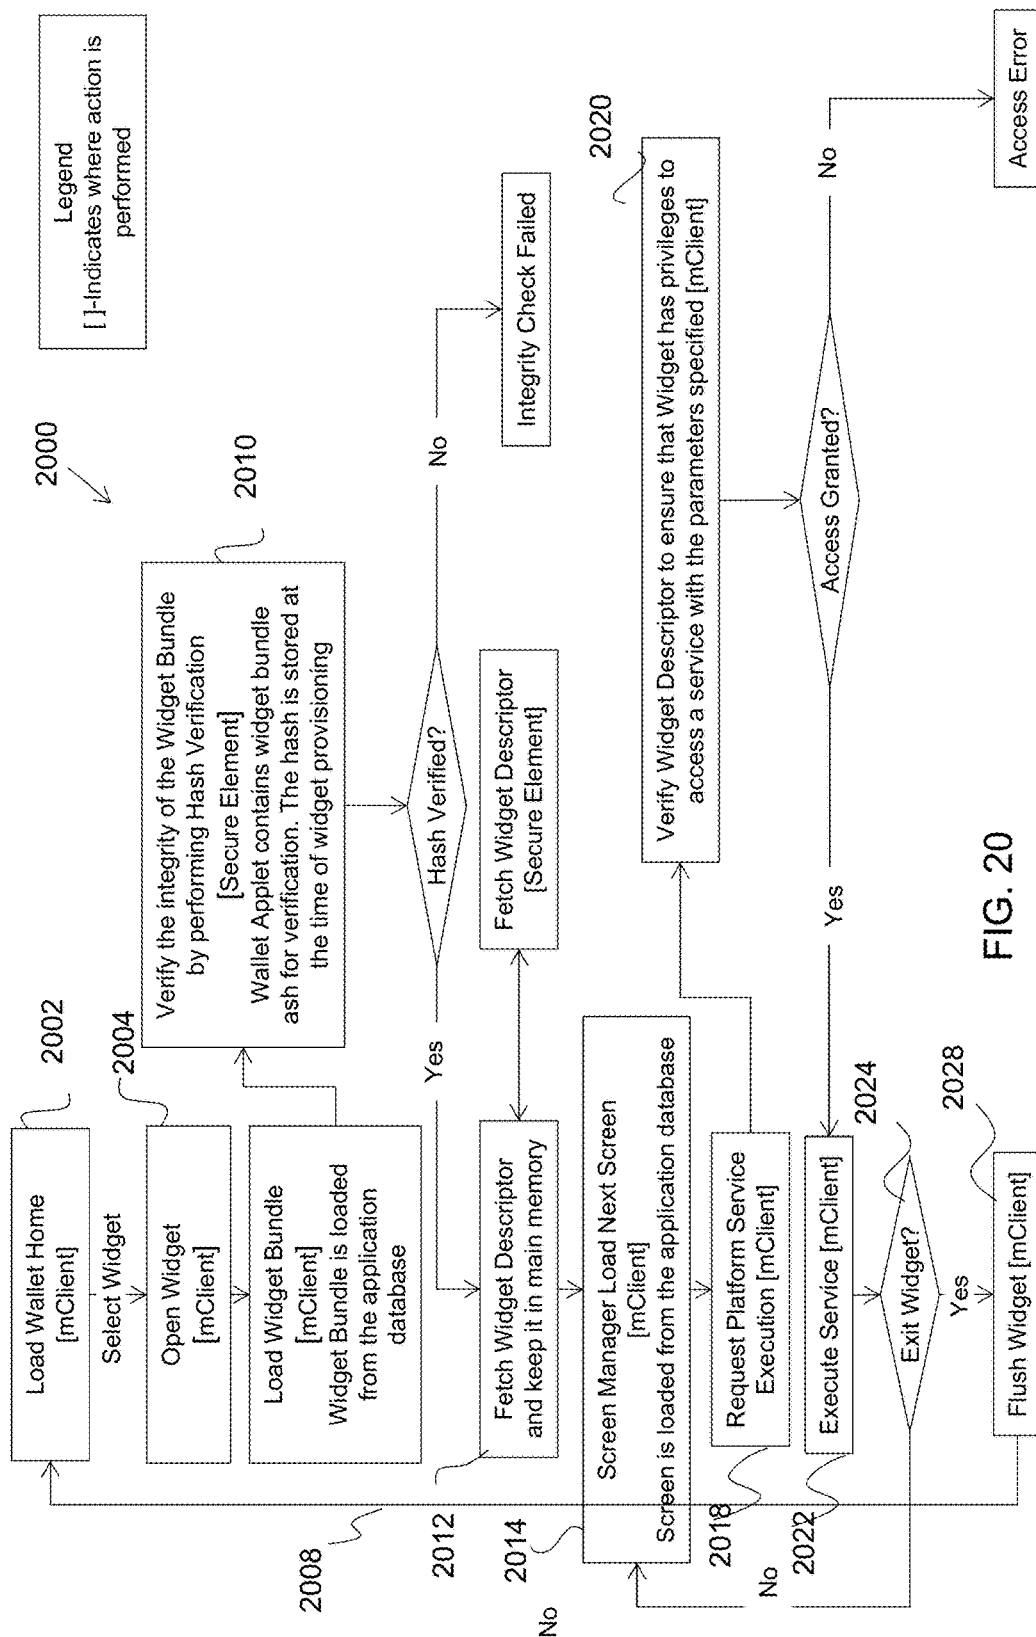 Legend
[ ]-Indicates where action is
performed
2000
2002
Load Wallet Home
[mClient]
Select Widget
2004
Open Widget
[mClient]
Load Widget Bundle
[mClient]
Widget Bundle is loaded
from the application
database
2008
2010
Verify the integrity of the Widget Bundle
by performing Hash Verification
[Secure Element]
Wallet Applet contains widget bundle
ash for verification. The hash is stored at
the time of widget provisioning
Hash Verified?
Yes
No
Integrity Check Failed
2012
Fetch Widget Descriptor
and keep it in main memory
Fetch Widget Descriptor
[Secure Element]
2014
No
Screen Manager Load Next Screen
[mClient]
Screen is loaded from the application database
2018
Request Platform Service
Execution [mClient]
2020
Verify Widget Descriptor to ensure that Widget has privileges to
access a service with the parameters specified [mClient]
Access Granted?
Yes
No
Access Error
2022
Execute Service [mClient]
2024
Exit Widget?
No
Yes
2028
Flush Widget [mClient]
FIG. 20